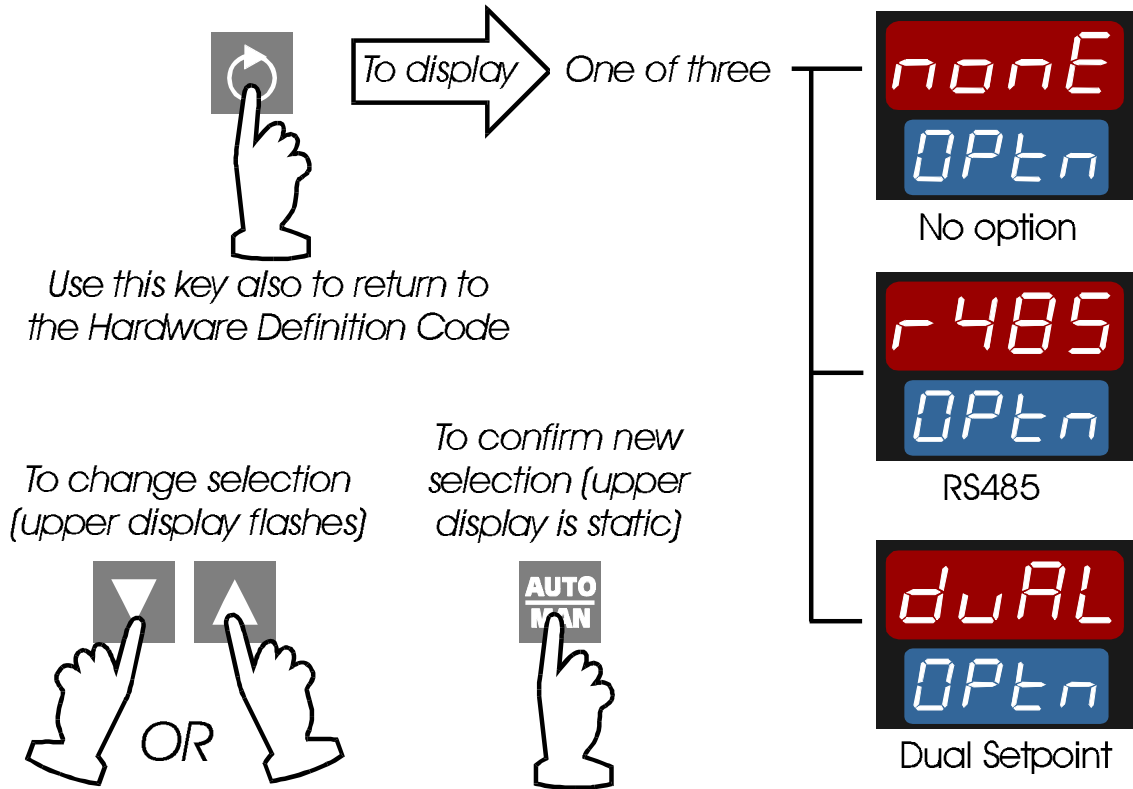 To display
One of three
nonE
OPtn
No option
Use this key also to return to
the Hardware Definition Code
r485
OPtn
RS485
To change selection
(upper display flashes)
OR
To confirm new
selection (upper
display is static)
AUTO
MAN
duAL
OPtn
Dual Setpoint